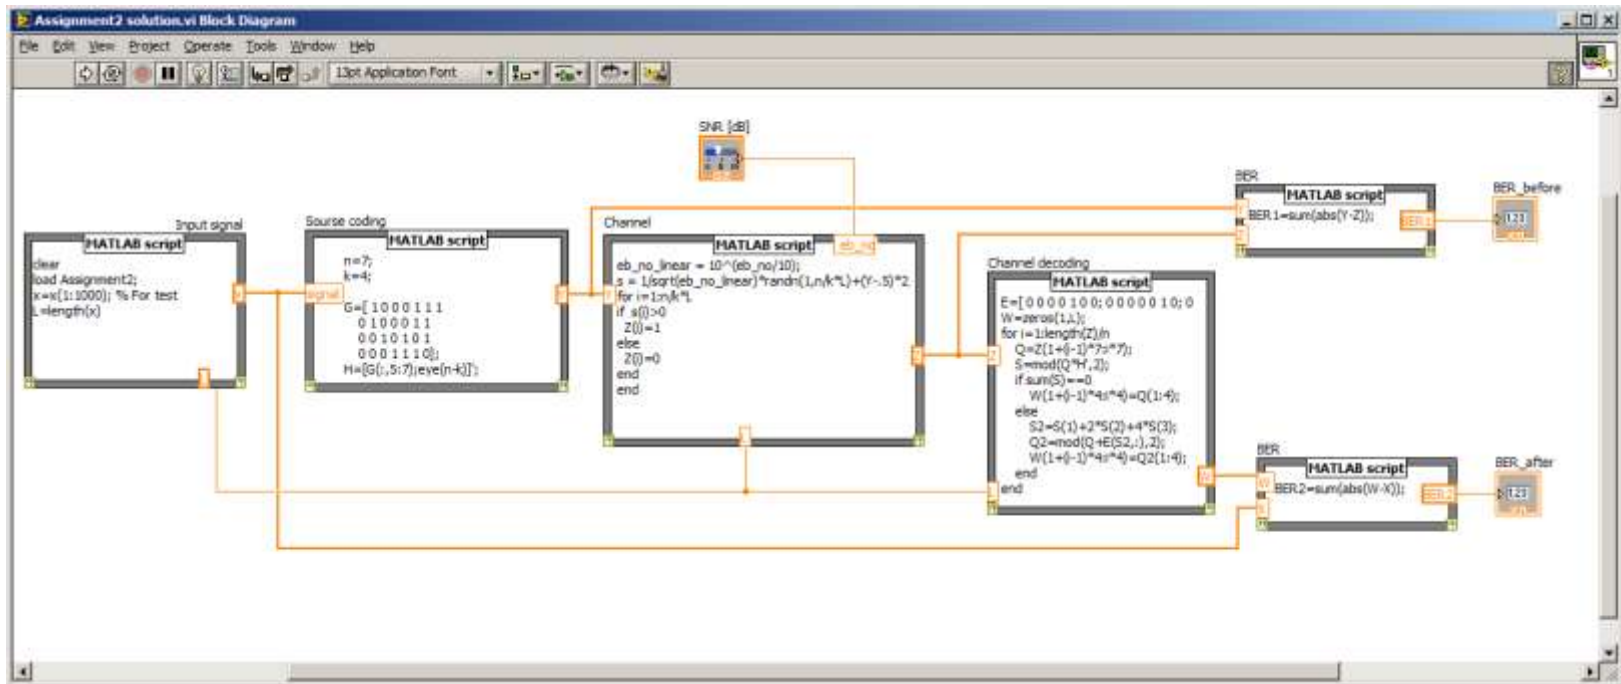 Assignment2 solution.vi Block Diagram
File Edit View Project Operate Tools Window Help
13pt Application Font
SNR [dB]
eb_no
Input signal
MATLAB script
clear
load Assignment2;
x=x(1:1000); % For test
L=length(x)
Sourse coding
MATLAB script
signal
n=7;
k=4;
G=[ 1 0 0 0 1 1 1
0 1 0 0 0 1 1
0 0 1 0 1 0 1
0 0 0 1 1 1 0];
H=[G(:,5:7);eye(n-k)]';
Channel
MATLAB script
Y
eb_no_linear = 10^(eb_no/10);
s = 1/sqrt(eb_no_linear)*randn(1,n/k*L)+(Y-.5)*2
for i=1:n/k*L
if s(i)>0
Z(i)=1
else
Z(i)=0
end
end
Z
Channel decoding
MATLAB script
Z
E=[ 0 0 0 0 1 0 0; 0 0 0 0 0 1 0; 0
W=zeros(1,L);
for i=1:length(Z)/n
Q=Z(1+(i-1)*7:i*7);
S=mod(Q*H',2);
if sum(S)==0
W(1+(i-1)*4:i*4)=Q(1:4);
else
S2=S(1)+2*S(2)+4*S(3);
Q2=mod(Q+E(S2,:),2);
W(1+(i-1)*4:i*4)=Q2(1:4);
end
end
W
BER
MATLAB script
BER1=sum(abs(Y-Z));
BER1
BER_before
1.23
BER
MATLAB script
W
BER2=sum(abs(W-X));
BER2
BER_after
1.23